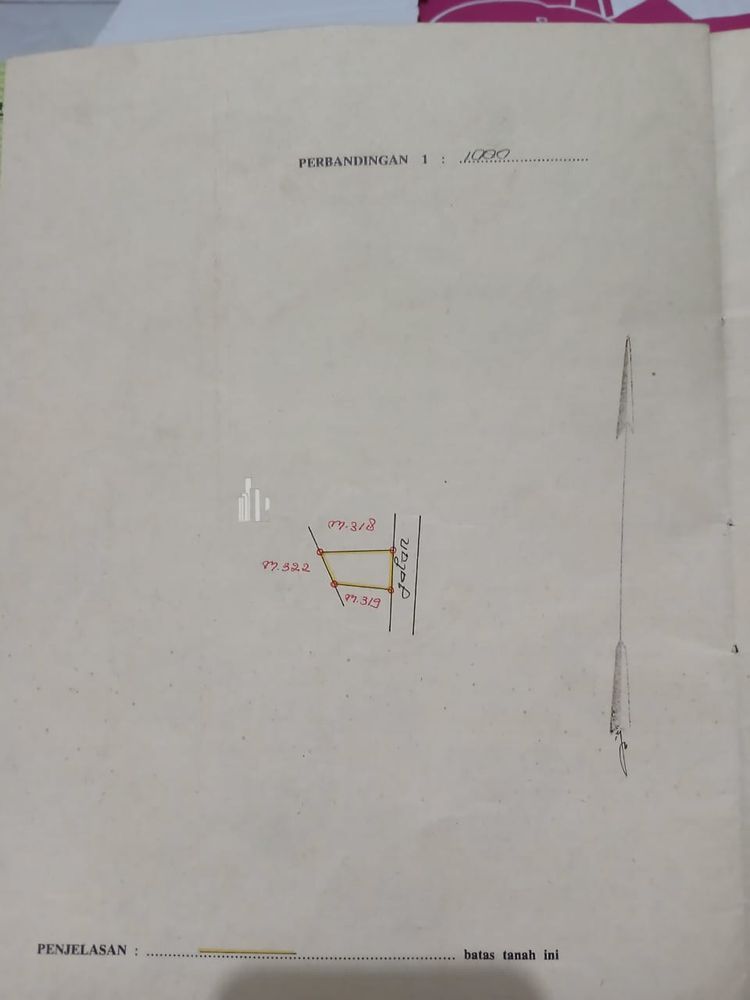 PERBANDINGAN 1 : 1000
M.318
M.322
Jalan
M.319
PENJELASAN : batas tanah ini